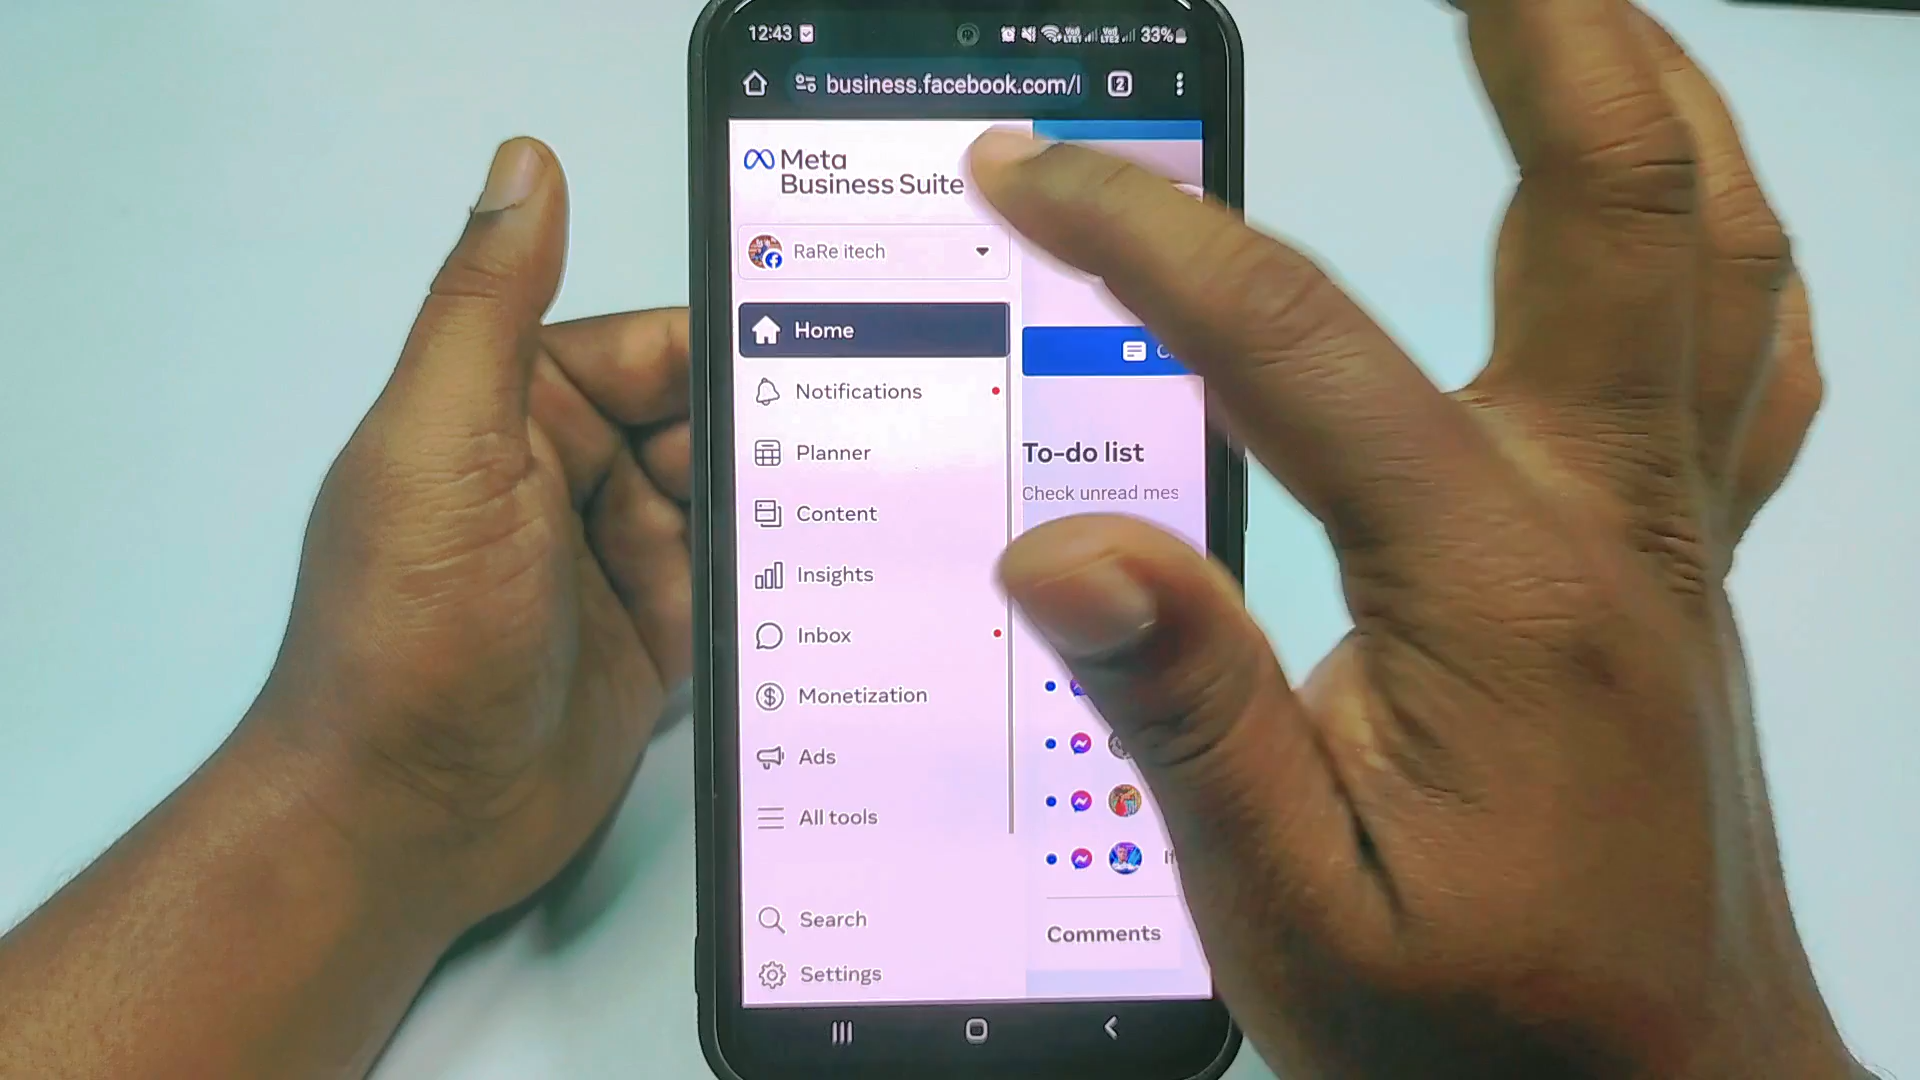 12:43
33%
business.facebook.com/l
2
Meta
Business Suite
RaRe itech
Home
Notifications
Planner
Content
Insights
Inbox
Monetization
Ads
All tools
Search
Settings
To-do list
Check unread mes
Comments